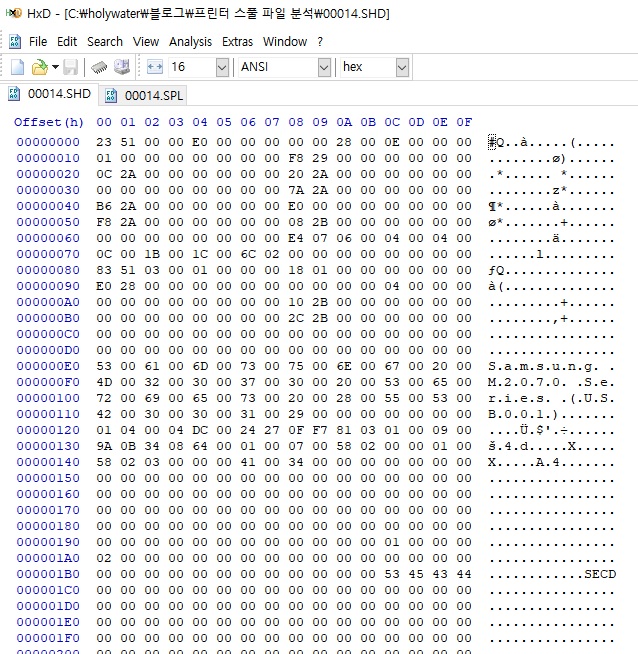 HxD - [C:₩holywater₩블로그₩프린터 스풀 파일 분석₩00014.SHD]
File Edit Search View Analysis Extras Window ?
16 ANSI hex
00014.SHD 00014.SPL
Offset(h) 00 01 02 03 04 05 06 07 08 09 0A 0B 0C 0D 0E 0F
00000000 23 51 00 00 E0 00 00 00 00 00 28 00 0E 00 00 00 #Q..à.....(.....
00000010 01 00 00 00 00 00 00 00 F8 29 00 00 00 00 00 00 ........ø)......
00000020 0C 2A 00 00 00 00 00 00 20 2A 00 00 00 00 00 00 .*...... *......
00000030 00 00 00 00 00 00 00 00 7A 2A 00 00 00 00 00 00 ........z*......
00000040 B6 2A 00 00 00 00 00 00 E0 00 00 00 00 00 00 00 ¶*......à.......
00000050 F8 2A 00 00 00 00 00 00 08 2B 00 00 00 00 00 00 ø*.......+......
00000060 00 00 00 00 00 00 00 00 E4 07 06 00 04 00 04 00 ........ä.......
00000070 0C 00 1B 00 1C 00 6C 02 00 00 00 00 00 00 00 00 ......l.........
00000080 83 51 03 00 01 00 00 00 18 01 00 00 00 00 00 00 ƒQ..............
00000090 E0 28 00 00 00 00 00 00 00 00 00 00 04 00 00 00 à(..............
000000A0 00 00 00 00 00 00 00 00 10 2B 00 00 00 00 00 00 .........+......
000000B0 00 00 00 00 00 00 00 00 2C 2B 00 00 00 00 00 00 ........,+......
000000C0 00 00 00 00 00 00 00 00 00 00 00 00 00 00 00 00 ................
000000D0 00 00 00 00 00 00 00 00 00 00 00 00 00 00 00 00 ................
000000E0 53 00 61 00 6D 00 73 00 75 00 6E 00 67 00 20 00 S.a.m.s.u.n.g. .
000000F0 4D 00 32 00 30 00 37 00 30 00 20 00 53 00 65 00 M.2.0.7.0. .S.e.
00000100 72 00 69 00 65 00 73 00 20 00 28 00 55 00 53 00 r.i.e.s. .(.U.S.
00000110 42 00 30 00 30 00 31 00 29 00 00 00 00 00 00 00 B.0.0.1.).......
00000120 01 04 00 04 DC 00 24 27 0F F7 81 03 01 00 09 00 ....Ü.$'.÷......
00000130 9A 0B 34 08 64 00 01 00 07 00 58 02 00 00 01 00 š.4.d.....X.....
00000140 58 02 03 00 00 00 41 00 34 00 00 00 00 00 00 00 X.....A.4.......
00000150 00 00 00 00 00 00 00 00 00 00 00 00 00 00 00 00 ................
00000160 00 00 00 00 00 00 00 00 00 00 00 00 00 00 00 00 ................
00000170 00 00 00 00 00 00 00 00 00 00 00 00 00 00 00 00 ................
00000180 00 00 00 00 00 00 00 00 00 00 00 00 00 00 00 00 ................
00000190 00 00 00 00 00 00 00 00 00 00 00 00 01 00 00 00 ................
000001A0 02 00 00 00 00 00 00 00 00 00 00 00 00 00 00 00 ................
000001B0 00 00 00 00 00 00 00 00 00 00 00 00 53 45 43 44 ............SECD
000001C0 00 00 00 00 00 00 00 00 00 00 00 00 00 00 00 00 ................
000001D0 00 00 00 00 00 00 00 00 00 00 00 00 00 00 00 00 ................
000001E0 00 00 00 00 00 00 00 00 00 00 00 00 00 00 00 00 ................
000001F0 00 00 00 00 00 00 00 00 00 00 00 00 00 00 00 00 ................